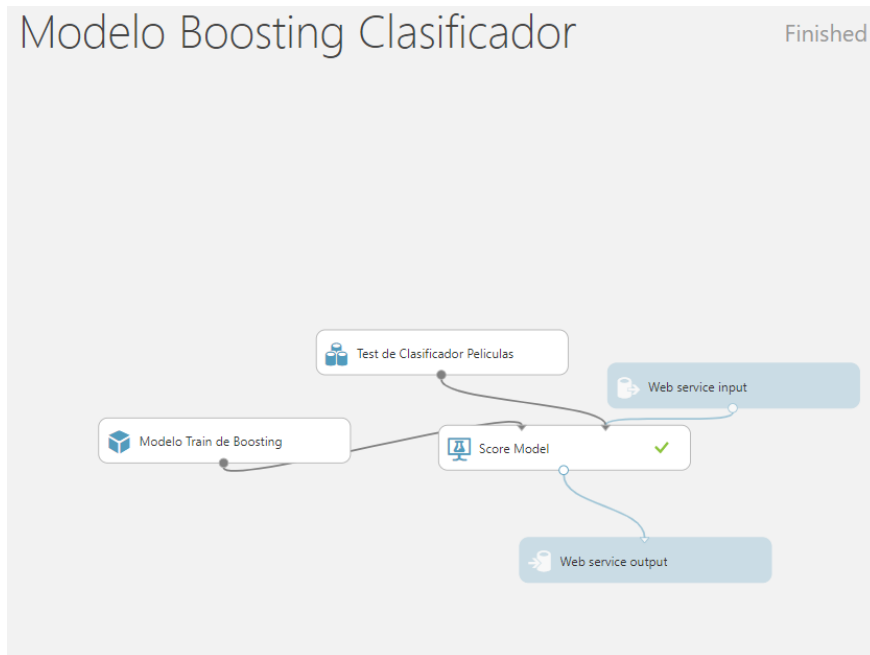 Modelo Boosting Clasificador
Finished
Test de Clasificador Peliculas
Web service input
Modelo Train de Boosting
Score Model
Web service output